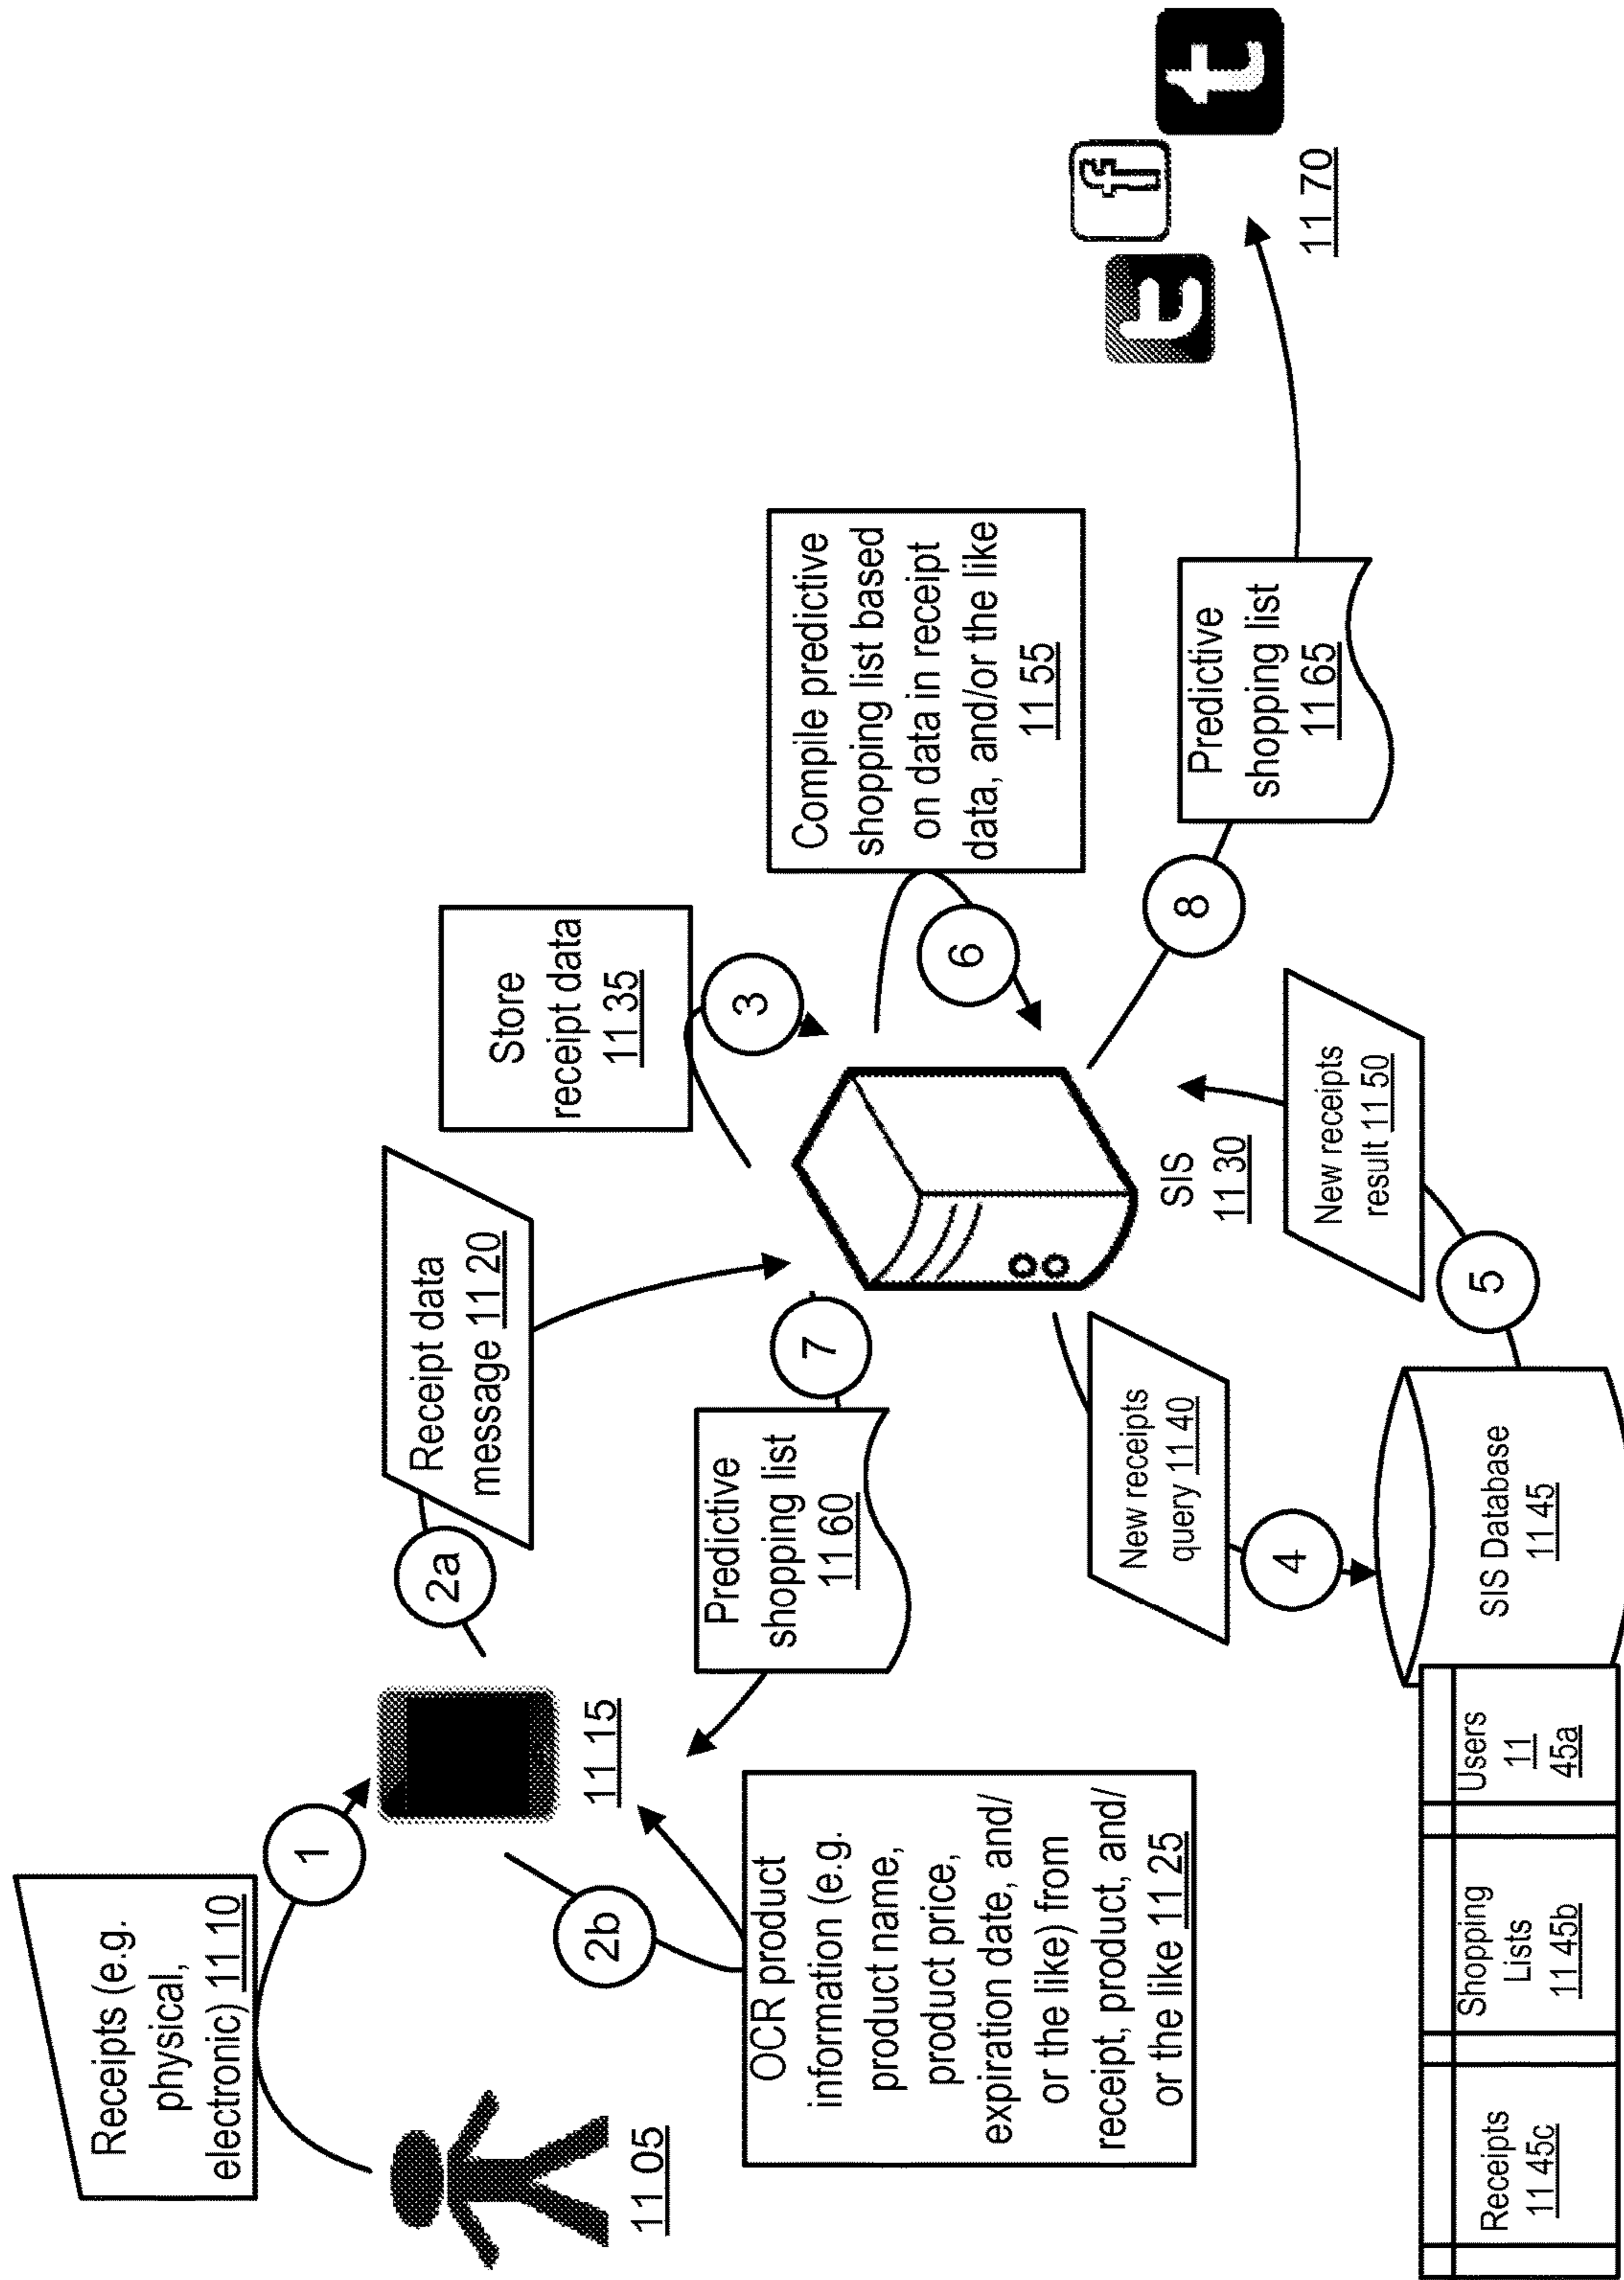 Receipts (e.g.
physical,
electronic) 11 10
1
11 05
11 15
2a
Receipt data
message 11 20
2b
OCR product
information (e.g.
product name,
product price,
expiration date, and/
or the like) from
receipt, product, and/
or the like 11 25
Store
receipt data
11 35
3
Predictive
shopping list
11 60
7
SIS
11 30
Compile predictive
shopping list based
on data in receipt
data, and/or the like
11 55
6
New receipts
query 11 40
4
New receipts
result 11 50
5
8
Predictive
shopping list
11 65
t
f
t
11 70
SIS Database
11 45
Receipts
11 45c
Shopping
Lists
11 45b
Users
11
45a